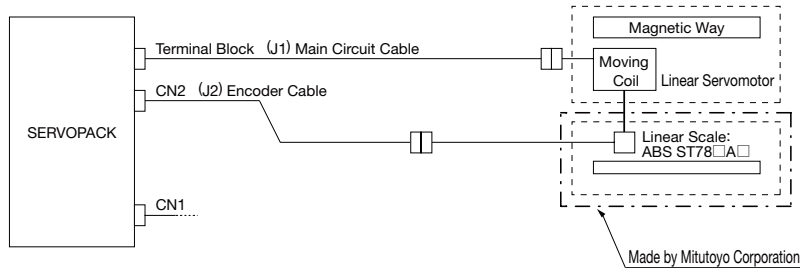 Magnetic Way
Terminal Block (J1) Main Circuit Cable
Moving
Coil
Linear Servomotor
CN2 (J2) Encoder Cable
SERVOPACK
Linear Scale:
ABS ST78□A□
CN1
Made by Mitutoyo Corporation